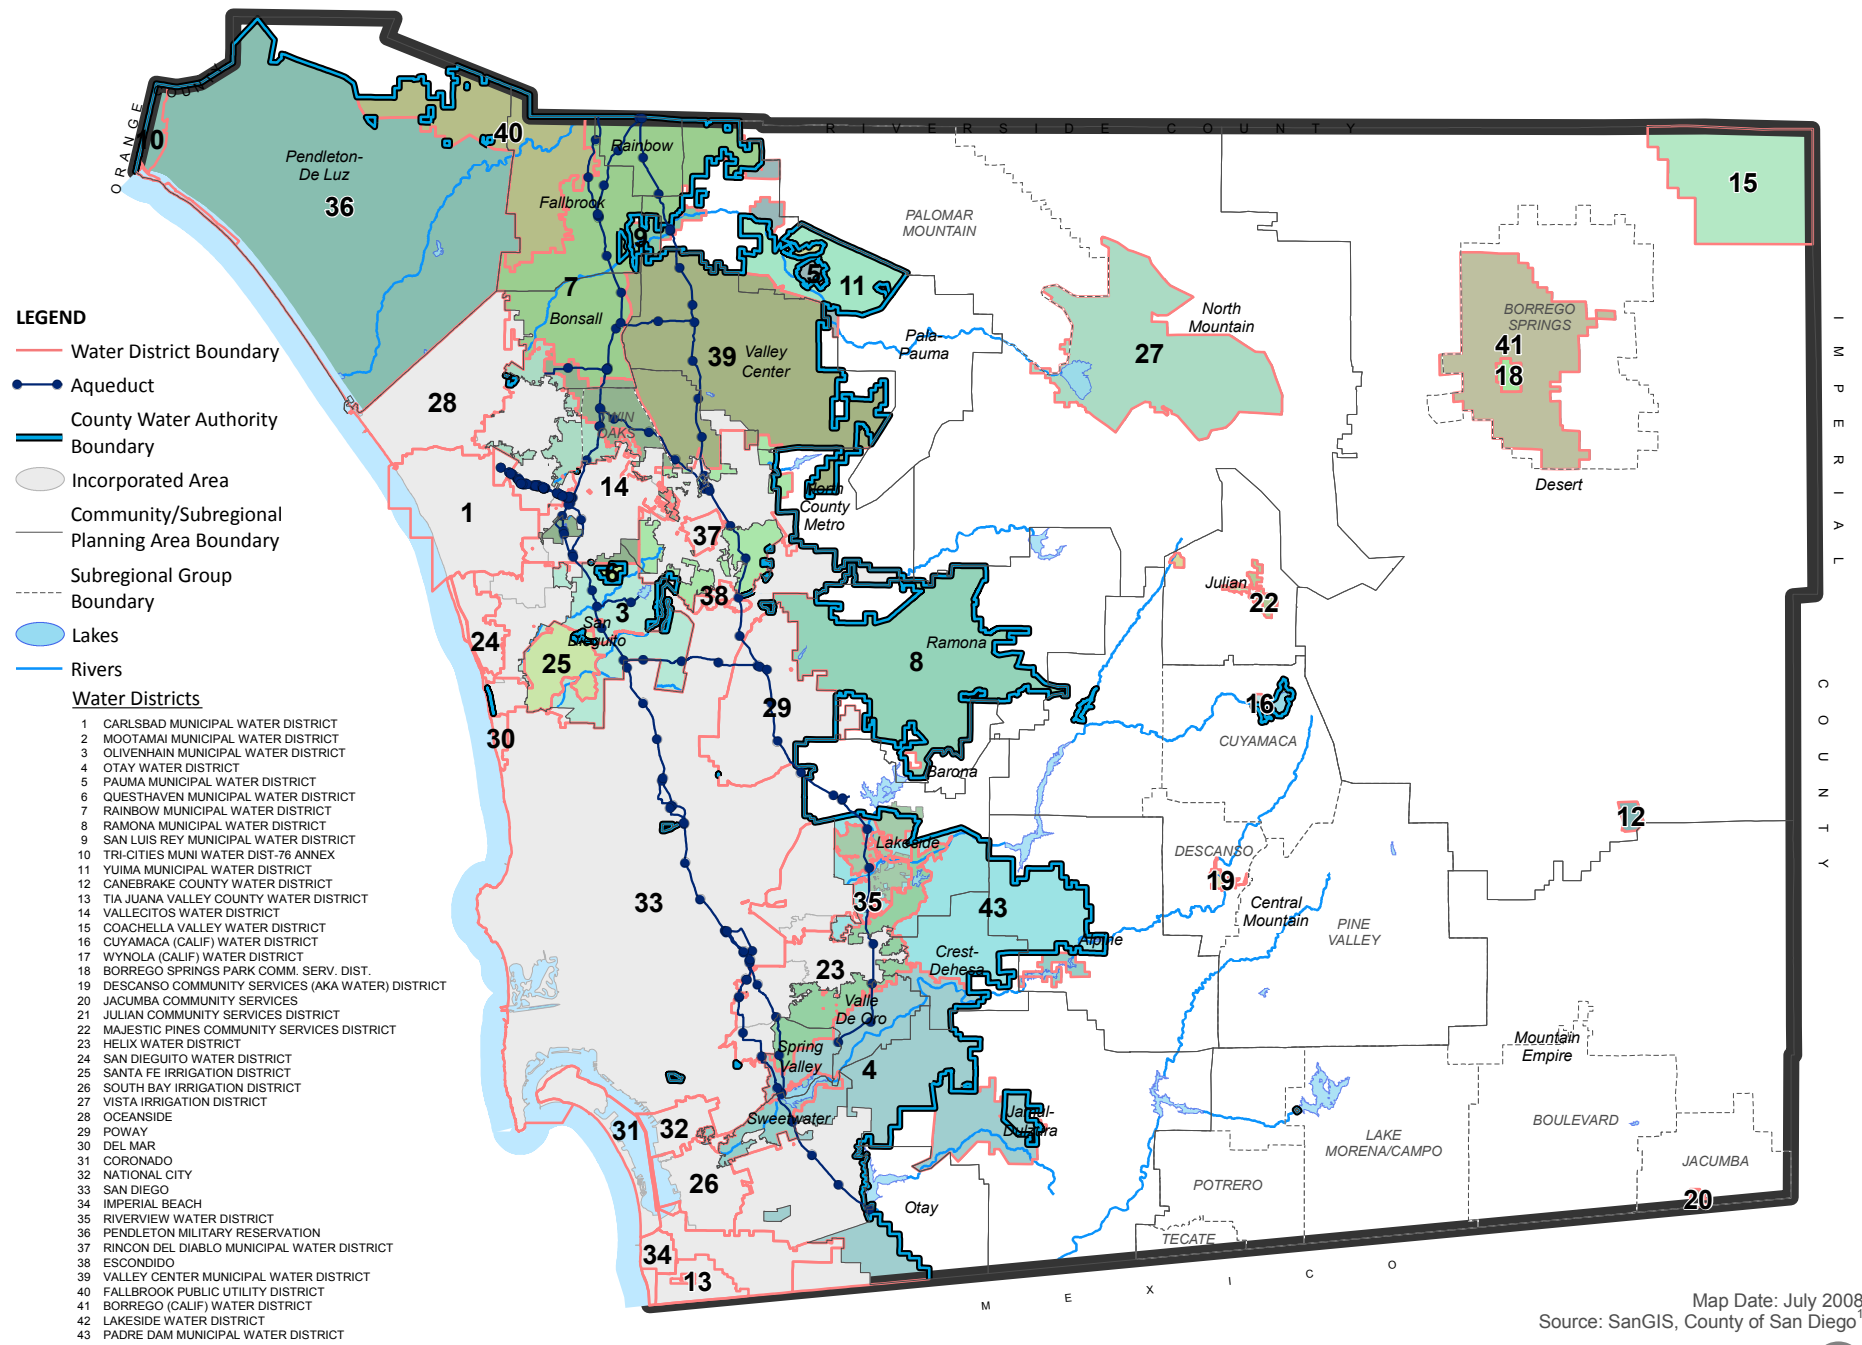 ORANGE COUNTY
RIVERSIDE COUNTY
IMPERIAL
COUNTY
MEXICO
10
40
Pendleton-
De Luz
36
Rainbow
Fallbrook
9
7
Bonsall
5
11
PALOMAR
MOUNTAIN
15
North
Mountain
27
BORREGO
SPRINGS
41
18
Desert
39
Valley
Center
Pala-
Pauma
28
TWIN
OAKS
14
1
37
North
County
Metro
6
38
3
San
Dieguito
24
25
Ramona
8
Julian
22
16
CUYAMACA
29
30
Barona
12
Lakeside
DESCANSO
19
33
35
43
Central
Mountain
PINE
VALLEY
Alpine
Crest-
Dehesa
23
Valle
De Oro
Spring
Valley
4
Mountain
Empire
Sweetwater
Jamul-
Dulzura
31
32
26
LAKE
MORENA/CAMPO
BOULEVARD
JACUMBA
20
POTRERO
Otay
TECATE
34
13
LEGEND
Water District Boundary
Aqueduct
County Water Authority
Boundary
Incorporated Area
Community/Subregional
Planning Area Boundary
Subregional Group
Boundary
Lakes
Rivers
Water Districts
1 CARLSBAD MUNICIPAL WATER DISTRICT
2 MOOTAMAI MUNICIPAL WATER DISTRICT
3 OLIVENHAIN MUNICIPAL WATER DISTRICT
4 OTAY WATER DISTRICT
5 PAUMA MUNICIPAL WATER DISTRICT
6 QUESTHAVEN MUNICIPAL WATER DISTRICT
7 RAINBOW MUNICIPAL WATER DISTRICT
8 RAMONA MUNICIPAL WATER DISTRICT
9 SAN LUIS REY MUNICIPAL WATER DISTRICT
10 TRI-CITIES MUNI WATER DIST-76 ANNEX
11 YUIMA MUNICIPAL WATER DISTRICT
12 CANEBRAKE COUNTY WATER DISTRICT
13 TIA JUANA VALLEY COUNTY WATER DISTRICT
14 VALLECITOS WATER DISTRICT
15 COACHELLA VALLEY WATER DISTRICT
16 CUYAMACA (CALIF) WATER DISTRICT
17 WYNOLA (CALIF) WATER DISTRICT
18 BORREGO SPRINGS PARK COMM. SERV. DIST.
19 DESCANSO COMMUNITY SERVICES (AKA WATER) DISTRICT
20 JACUMBA COMMUNITY SERVICES
21 JULIAN COMMUNITY SERVICES DISTRICT
22 MAJESTIC PINES COMMUNITY SERVICES DISTRICT
23 HELIX WATER DISTRICT
24 SAN DIEGUITO WATER DISTRICT
25 SANTA FE IRRIGATION DISTRICT
26 SOUTH BAY IRRIGATION DISTRICT
27 VISTA IRRIGATION DISTRICT
28 OCEANSIDE
29 POWAY
30 DEL MAR
31 CORONADO
32 NATIONAL CITY
33 SAN DIEGO
34 IMPERIAL BEACH
35 RIVERVIEW WATER DISTRICT
36 PENDLETON MILITARY RESERVATION
37 RINCON DEL DIABLO MUNICIPAL WATER DISTRICT
38 ESCONDIDO
39 VALLEY CENTER MUNICIPAL WATER DISTRICT
40 FALLBROOK PUBLIC UTILITY DISTRICT
41 BORREGO (CALIF) WATER DISTRICT
42 LAKESIDE WATER DISTRICT
43 PADRE DAM MUNICIPAL WATER DISTRICT
Map Date: July 2008
Source: SanGIS, County of San Diego1